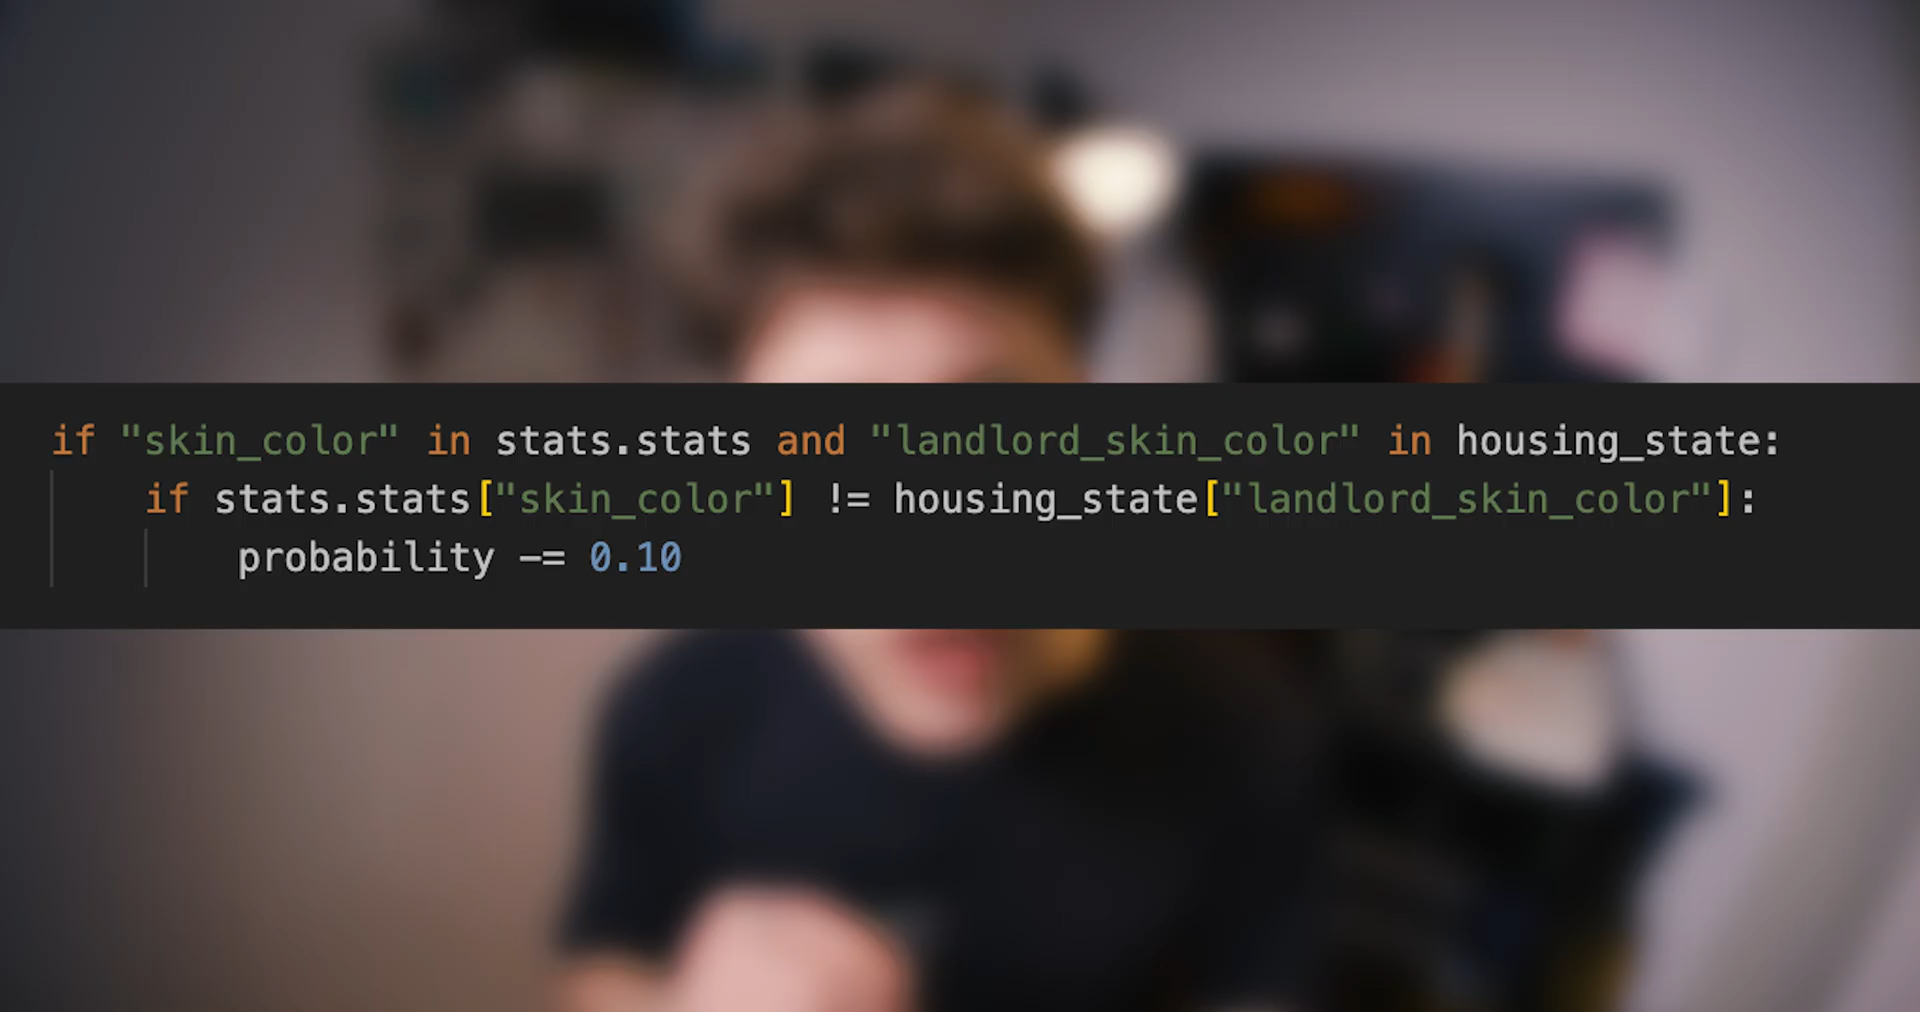 if "skin_color" in stats.stats and "landlord_skin_color" in housing_state:
    if stats.stats["skin_color"] != housing_state["landlord_skin_color"]:
        probability -= 0.10